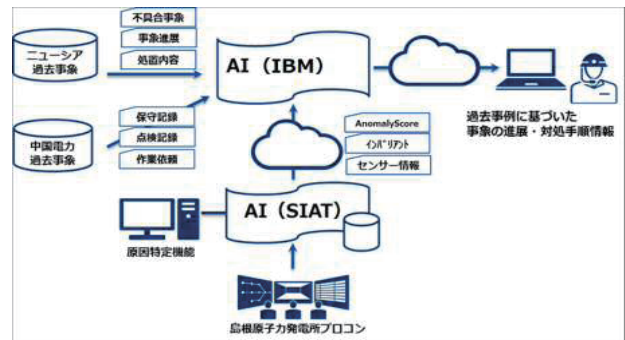 不具合事象
事象進展
処置内容
ニューシア
過去事象
AI（IBM）
保守記録
点検記録
作業依頼
中国電力
過去事象
AnomalyScore
インバリアント
センサー情報
過去事例に基づいた
事象の進展・対処手順情報
AI（SIAT）
原因特定機能
島根原子力発電所プロコン